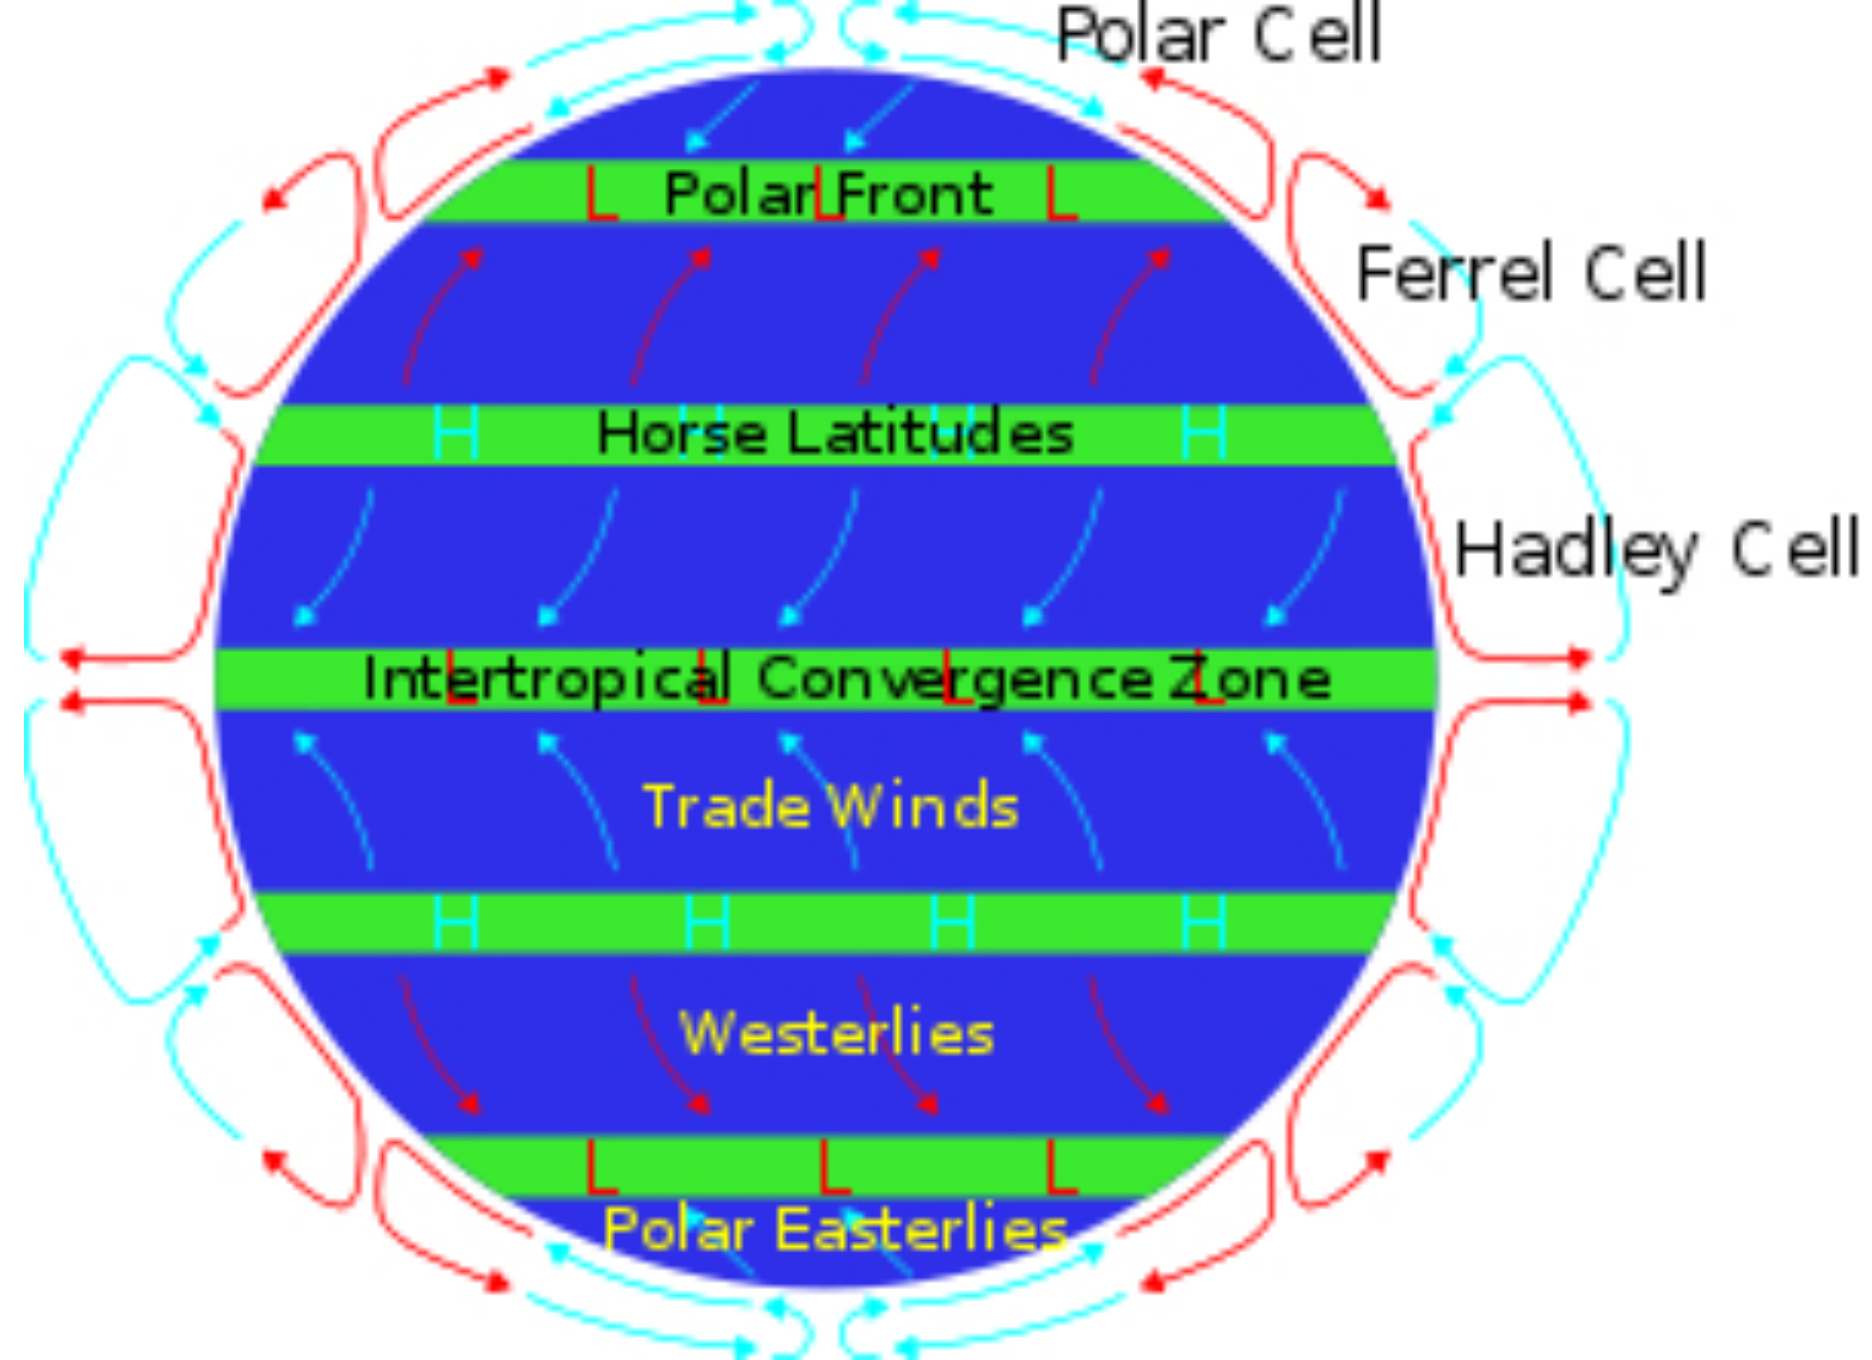 Polar Cell
L Polar Front L L
Ferrel Cell
H H Horse Latitudes H H
Hadley Cell
L L Intertropical Convergence Zone L L
Trade Winds
H H H H
Westerlies
L L L
Polar Easterlies